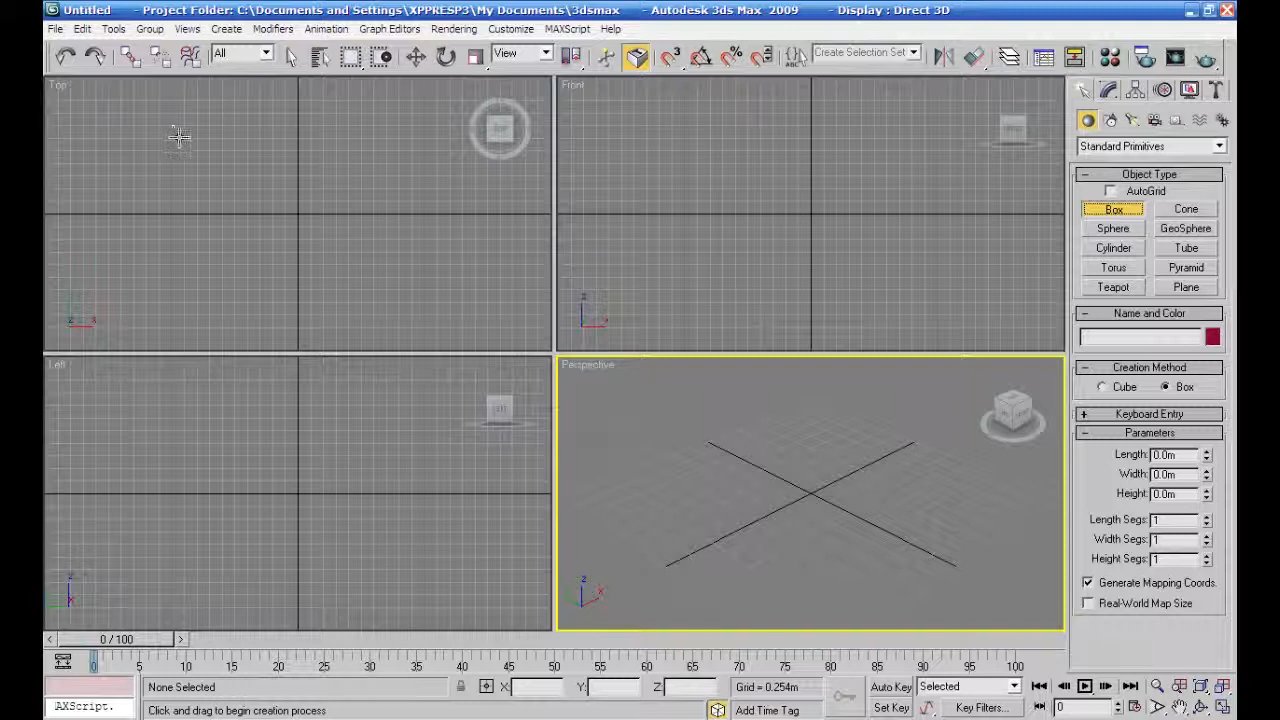 Untitled - Project Folder: C:\Documents and Settings\XPPRESP3\My Documents\3dsmax - Autodesk 3ds Max 2009 - Display : Direct 3D
File Edit Tools Group Views Create Modifiers Animation Graph Editors Rendering Customize MAXScript Help
All View Create Selection Set
Top Front
Standard Primitives
Object Type
AutoGrid
Box Cone
Sphere GeoSphere
Cylinder Tube
Torus Pyramid
Teapot Plane
Name and Color
Left Perspective
Creation Method
Cube Box
Keyboard Entry
Parameters
Length: 0.0m
Width: 0.0m
Height: 0.0m
Length Segs: 1
Width Segs: 1
Height Segs: 1
Generate Mapping Coords.
Real-World Map Size
0 / 100
0 5 10 15 20 25 30 35 40 45 50 55 60 65 70 75 80 85 90 95 100
None Selected X: Y: Z: Grid = 0.254m Auto Key Selected
AXScript. Click and drag to begin creation process Add Time Tag Set Key Key Filters... 0